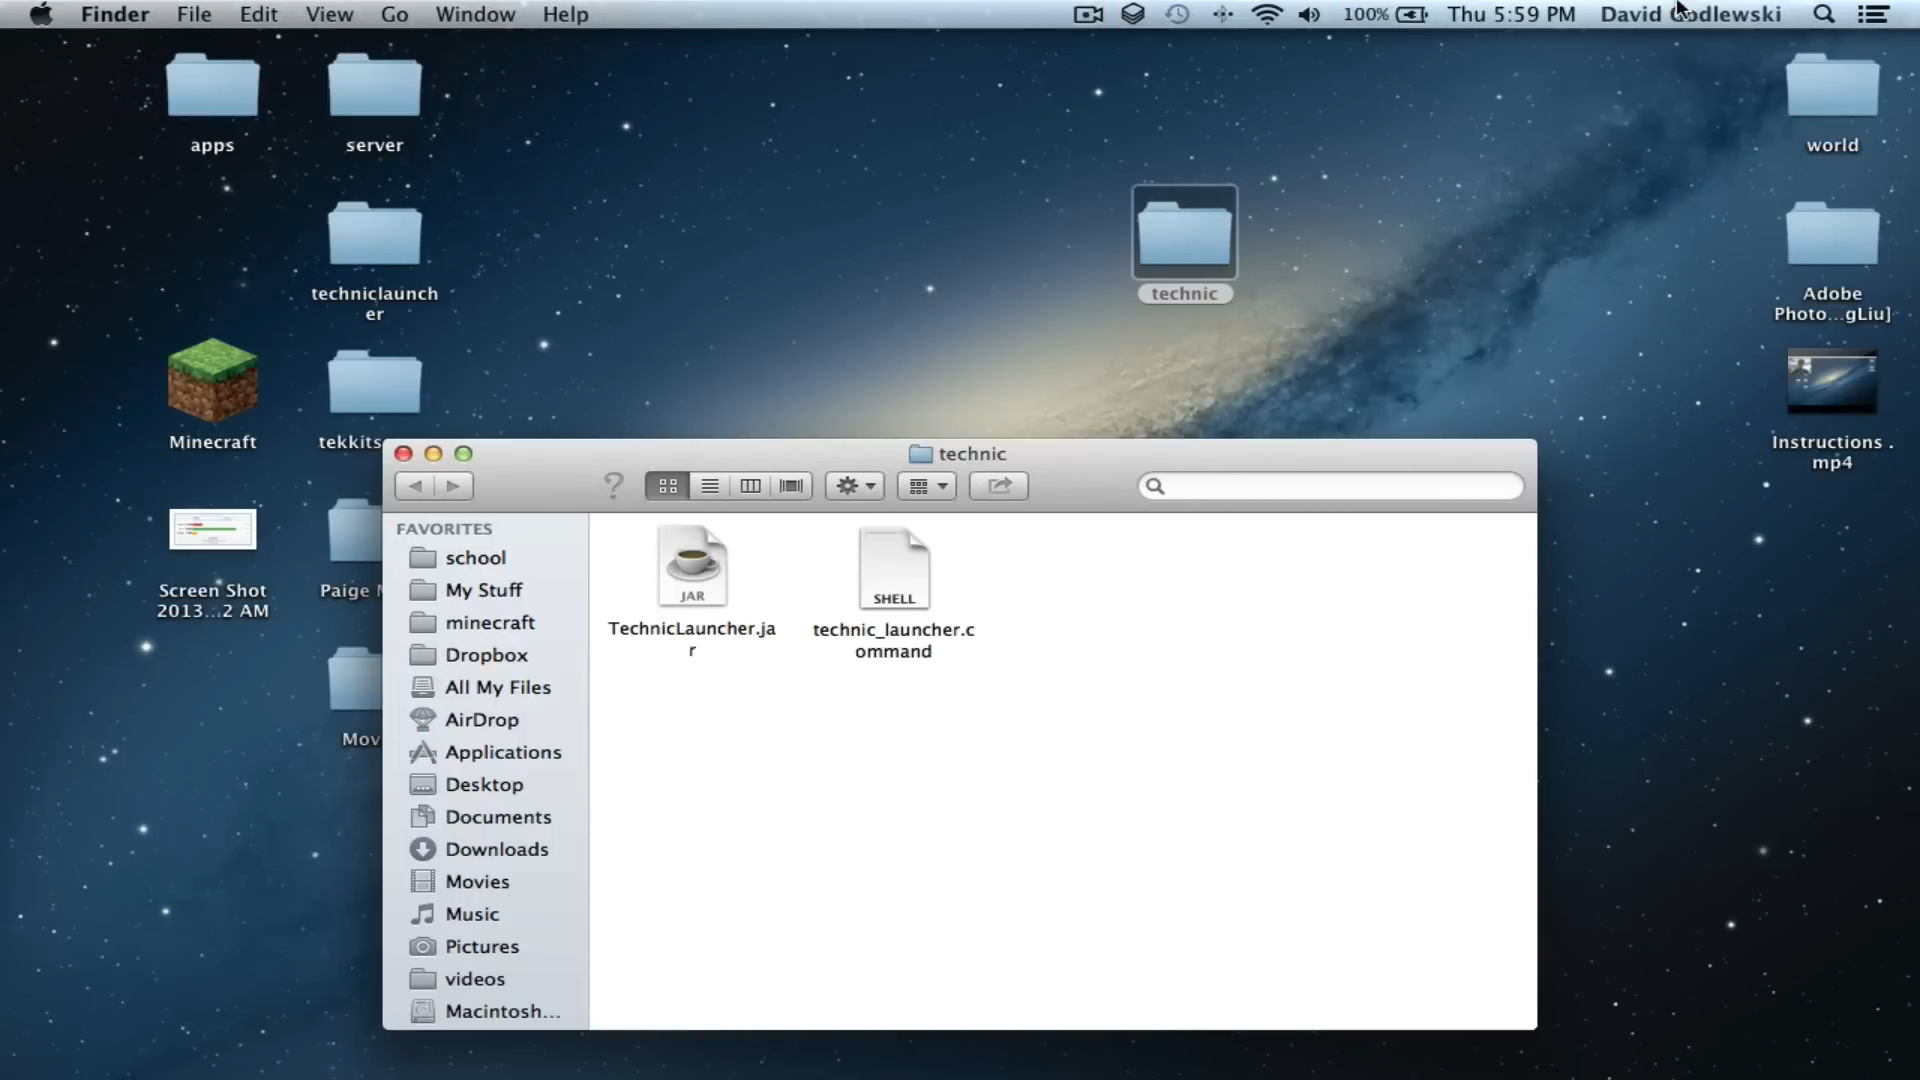 Finder File Edit View Go Window Help
100% Thu 5:59 PM David odlewski
apps
server
world
techniclaunch
er
technic
Adobe
Photo...gLiu]
Minecraft
tekkits
Instructions .
mp4
Screen Shot
2013...2 AM
Paige
Mov
technic
?
FAVORITES
school
My Stuff
minecraft
Dropbox
All My Files
AirDrop
Applications
Desktop
Documents
Downloads
Movies
Music
Pictures
videos
Macintosh...
JAR
TechnicLauncher.ja
r
SHELL
technic_launcher.c
ommand